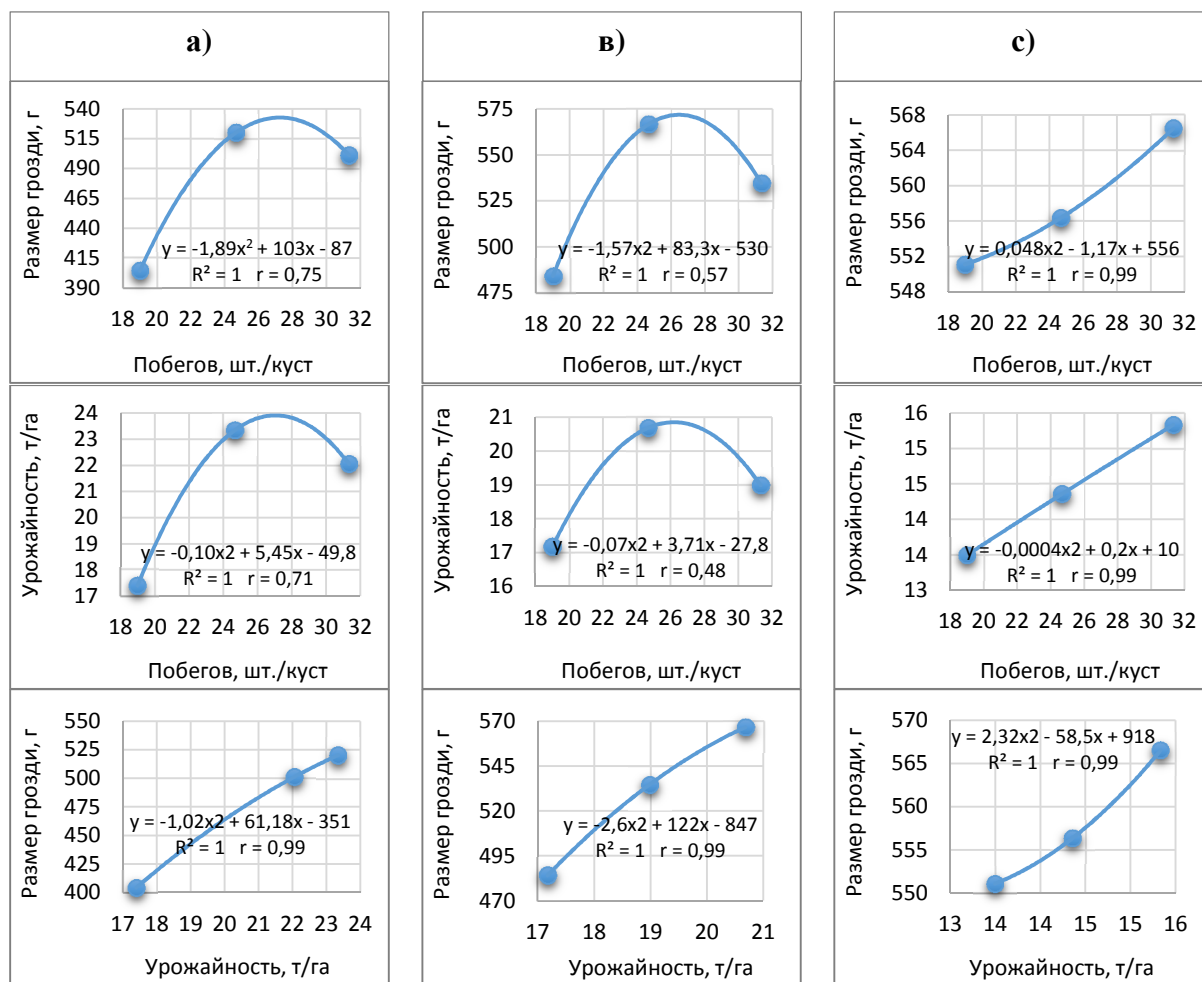 а)
в)
с)
Размер грозди, г
540
515
490
465
440
415
390
y = -1,89x² + 103x - 87
R² = 1 r = 0,75
18 20 22 24 26 28 30 32
Побегов, шт./куст
Размер грозди, г
575
550
525
500
475
y = -1,57x2 + 83,3x - 530
R² = 1 r = 0,57
18 20 22 24 26 28 30 32
Побегов, шт./куст
Размер грозди, г
568
564
560
556
552
548
y = 0,048x2 - 1,17x + 556
R² = 1 r = 0,99
18 20 22 24 26 28 30 32
Побегов, шт./куст
Урожайность, т/га
24
23
22
21
20
19
18
17
y = -0,10x2 + 5,45x - 49,8
R² = 1 r = 0,71
18 20 22 24 26 28 30 32
Побегов, шт./куст
Урожайность, т/га
21
20
19
18
17
16
y = -0,07x2 + 3,71x - 27,8
R² = 1 r = 0,48
18 20 22 24 26 28 30 32
Побегов, шт./куст
Урожайность, т/га
16
15
15
14
14
13
y = -0,0004x2 + 0,2x + 10
R² = 1 r = 0,99
18 20 22 24 26 28 30 32
Побегов, шт./куст
Размер грозди, г
550
525
500
475
450
425
400
y = -1,02x2 + 61,18x - 351
R² = 1 r = 0,99
17 18 19 20 21 22 23 24
Урожайность, т/га
Размер грозди, г
570
545
520
495
470
y = -2,6x2 + 122x - 847
R² = 1 r = 0,99
17 18 19 20 21
Урожайность, т/га
Размер грозди, г
570
565
560
555
550
y = 2,32x2 - 58,5x + 918
R² = 1 r = 0,99
13 14 14 15 15 16
Урожайность, т/га